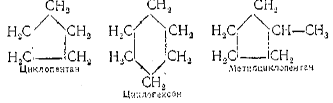 CH₂ CH₂ CH₂
H₂C CH₂ H₂C CH₂ H₂C CH—CH₃
H₂C CH₂ H₂C CH₂ H₂C CH₂
Циклопентан CH₂ Метилциклопентан
Циклогексон